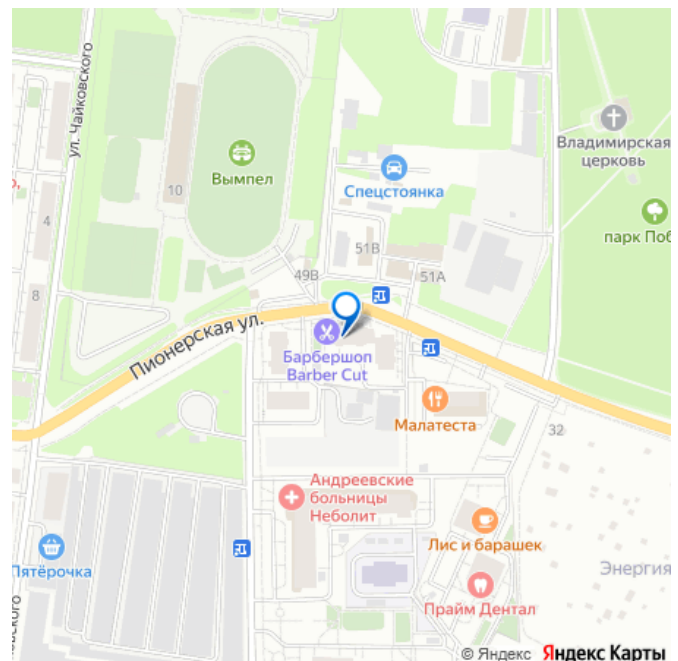 ул. Чайковского
Вымпел
10
4
8
Спецстоянка
Владимирская
церковь
парк Поб
51В
49В
51А
Пионерская ул.
Барбершоп
Barber Cut
Малатеста
32
Андреевские
больницы
Неболит
Лис и барашек
Пятёрочка
Энергия
Прайм Дентал
© Яндекс Яндекс Карты